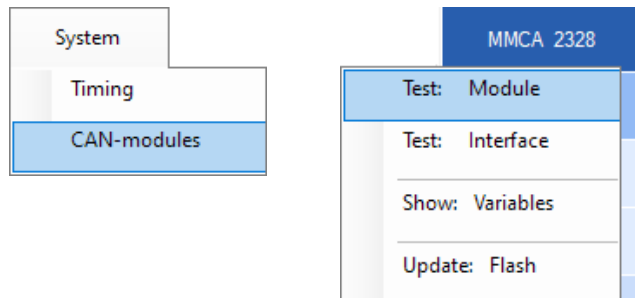 System
Timing
CAN-modules
MMCA 2328
Test: Module
Test: Interface
Show: Variables
Update: Flash